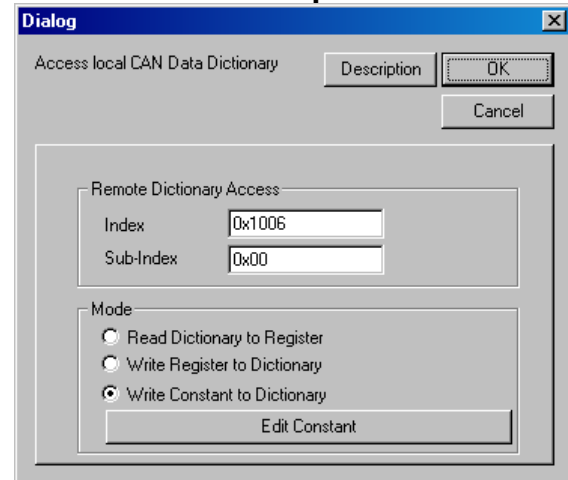 Dialog
Access local CAN Data Dictionary
Description
OK
Cancel
Remote Dictionary Access
Index
0x1006
Sub-Index
0x00
Mode
Read Dictionary to Register
Write Register to Dictionary
Write Constant to Dictionary
Edit Constant